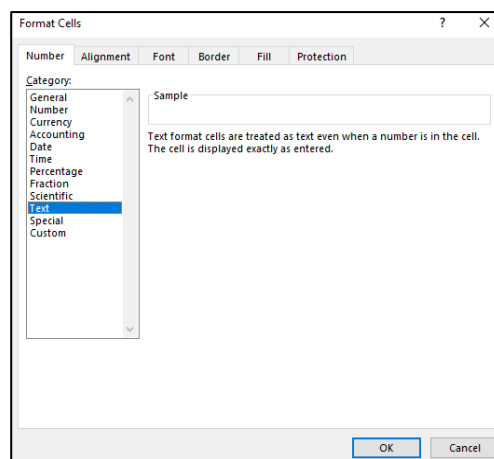 Format Cells ? ×
Number Alignment Font Border Fill Protection
Category:
General
Number
Currency
Accounting
Date
Time
Percentage
Fraction
Scientific
Text
Special
Custom
Sample
Text format cells are treated as text even when a number is in the cell.
The cell is displayed exactly as entered.
OK Cancel